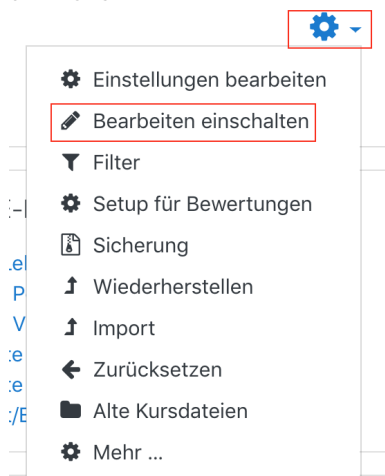 Einstellungen bearbeiten
Bearbeiten einschalten
Filter
Setup für Bewertungen
Sicherung
Wiederherstellen
Import
Zurücksetzen
Alte Kursdateien
Mehr ...